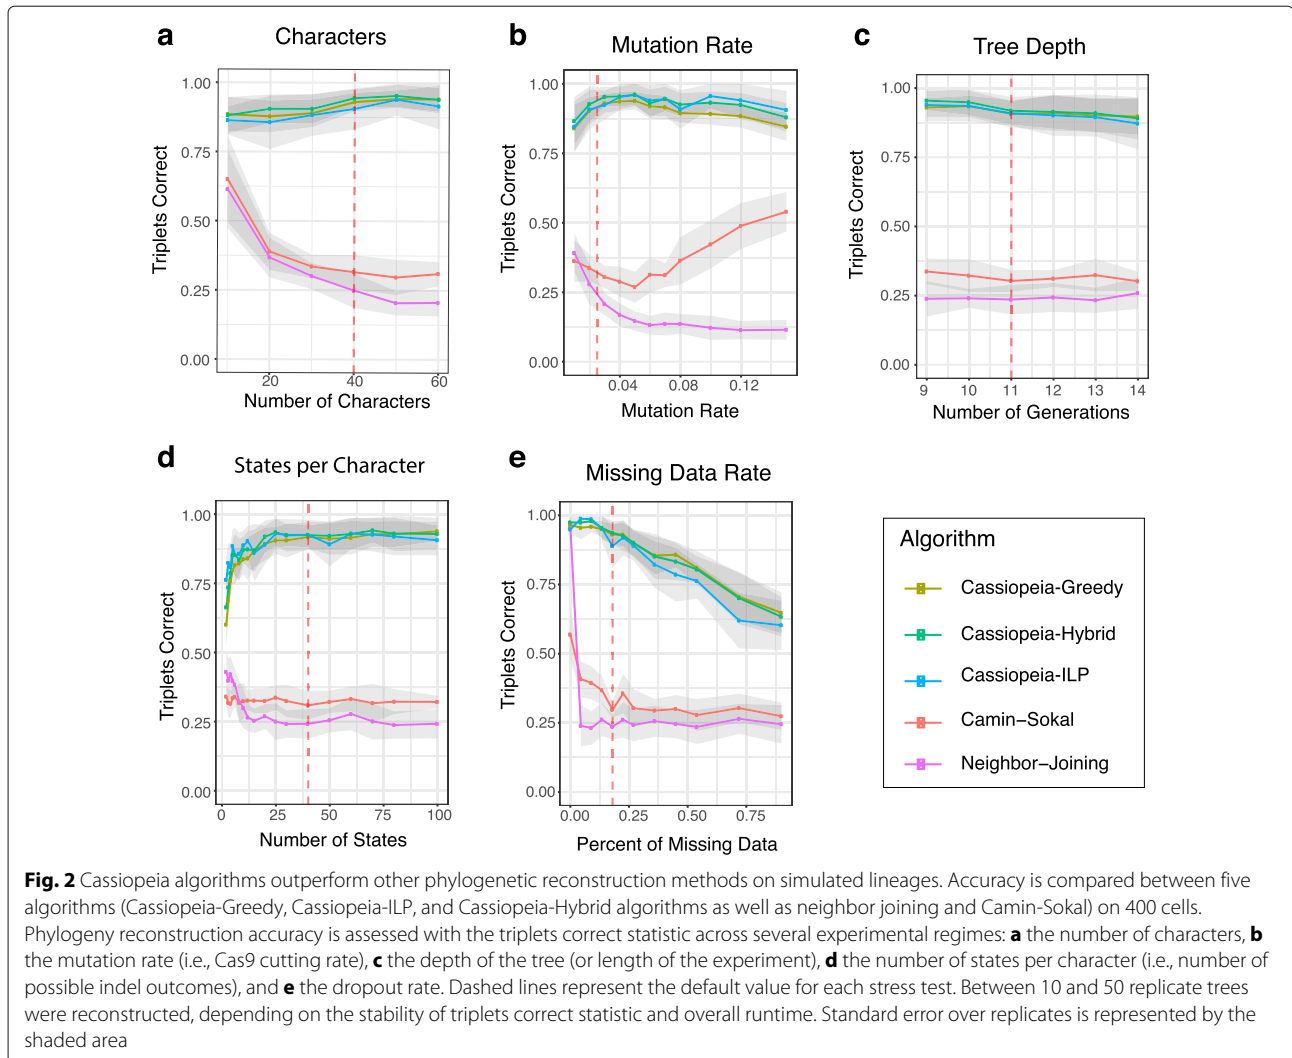 a
Characters
Triplets Correct
1.00
0.75
0.50
0.25
0.00
20
40
60
Number of Characters
b
Mutation Rate
Triplets Correct
1.00
0.75
0.50
0.25
0.00
0.04
0.08
0.12
Mutation Rate
c
Tree Depth
Triplets Correct
1.00
0.75
0.50
0.25
0.00
9
10
11
12
13
14
Number of Generations
d
States per Character
Triplets Correct
1.00
0.75
0.50
0.25
0.00
0
25
50
75
100
Number of States
e
Missing Data Rate
Triplets Correct
1.00
0.75
0.50
0.25
0.00
0.00
0.25
0.50
0.75
Percent of Missing Data
Algorithm
Cassiopeia-Greedy
Cassiopeia-Hybrid
Cassiopeia-ILP
Camin−Sokal
Neighbor−Joining
Fig. 2 Cassiopeia algorithms outperform other phylogenetic reconstruction methods on simulated lineages. Accuracy is compared between five
algorithms (Cassiopeia-Greedy, Cassiopeia-ILP, and Cassiopeia-Hybrid algorithms as well as neighbor joining and Camin-Sokal) on 400 cells.
Phylogeny reconstruction accuracy is assessed with the triplets correct statistic across several experimental regimes: a the number of characters, b
the mutation rate (i.e., Cas9 cutting rate), c the depth of the tree (or length of the experiment), d the number of states per character (i.e., number of
possible indel outcomes), and e the dropout rate. Dashed lines represent the default value for each stress test. Between 10 and 50 replicate trees
were reconstructed, depending on the stability of triplets correct statistic and overall runtime. Standard error over replicates is represented by the
shaded area